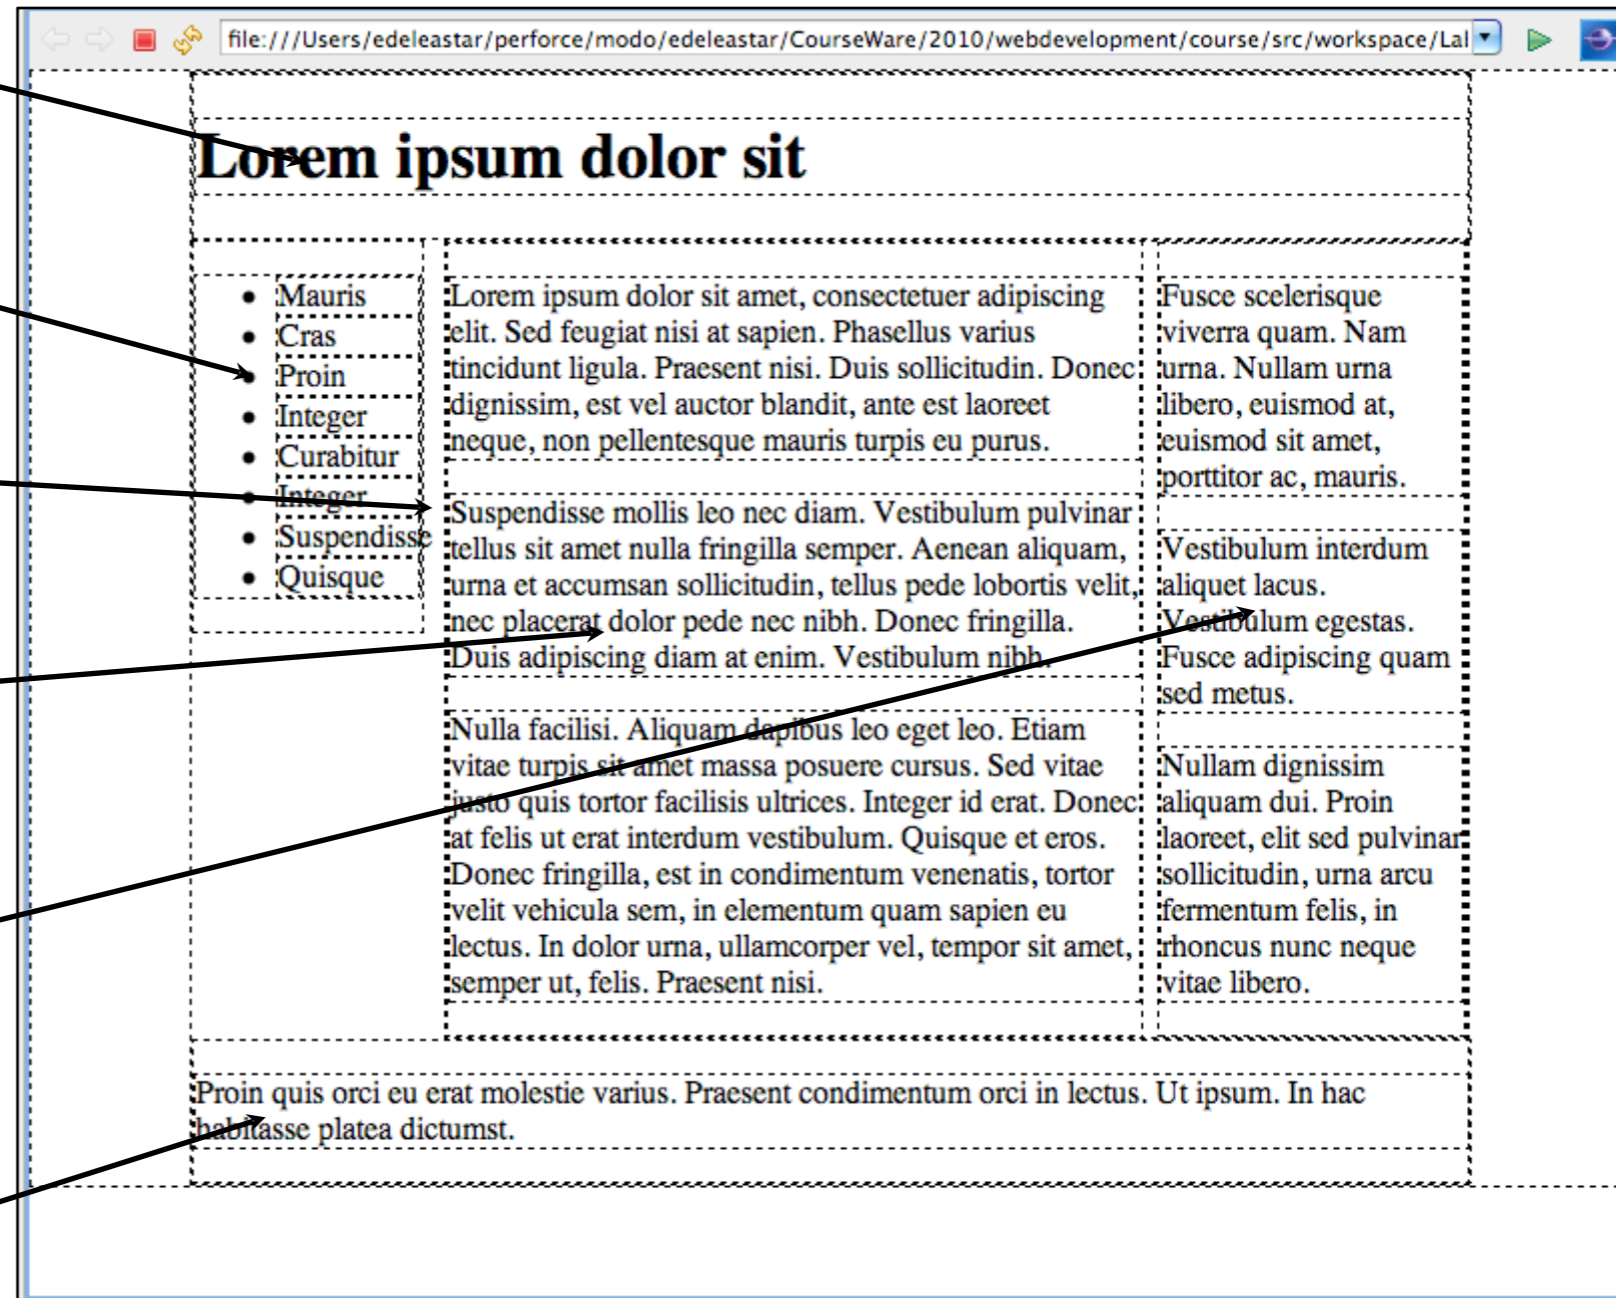 file:///Users/edeleastar/perforce/modo/edeleastar/CourseWare/2010/webdevelopment/course/src/workspace/Lal
Lorem ipsum dolor sit
Mauris
Cras
Proin
Integer
Curabitur
Integer
Suspendisse
Quisque
Lorem ipsum dolor sit amet, consectetuer adipiscing
elit. Sed feugiat nisi at sapien. Phasellus varius
tincidunt ligula. Praesent nisi. Duis sollicitudin. Donec
dignissim, est vel auctor blandit, ante est laoreet
neque, non pellentesque mauris turpis eu purus.
Suspendisse mollis leo nec diam. Vestibulum pulvinar
tellus sit amet nulla fringilla semper. Aenean aliquam,
urna et accumsan sollicitudin, tellus pede lobortis velit,
nec placerat dolor pede nec nibh. Donec fringilla.
Duis adipiscing diam at enim. Vestibulum nibh.
Nulla facilisi. Aliquam dapibus leo eget leo. Etiam
vitae turpis sit amet massa posuere cursus. Sed vitae
justo quis tortor facilisis ultrices. Integer id erat. Donec
at felis ut erat interdum vestibulum. Quisque et eros.
Donec fringilla, est in condimentum venenatis, tortor
velit vehicula sem, in elementum quam sapien eu
lectus. In dolor urna, ullamcorper vel, tempor sit amet,
semper ut, felis. Praesent nisi.
Fusce scelerisque
viverra quam. Nam
urna. Nullam urna
libero, euismod at,
euismod sit amet,
porttitor ac, mauris.
Vestibulum interdum
aliquet lacus.
Vestibulum egestas.
Fusce adipiscing quam
sed metus.
Nullam dignissim
aliquam dui. Proin
laoreet, elit sed pulvinar
sollicitudin, urna arcu
fermentum felis, in
rhoncus nunc neque
vitae libero.
Proin quis orci eu erat molestie varius. Praesent condimentum orci in lectus. Ut ipsum. In hac
habitasse platea dictumst.